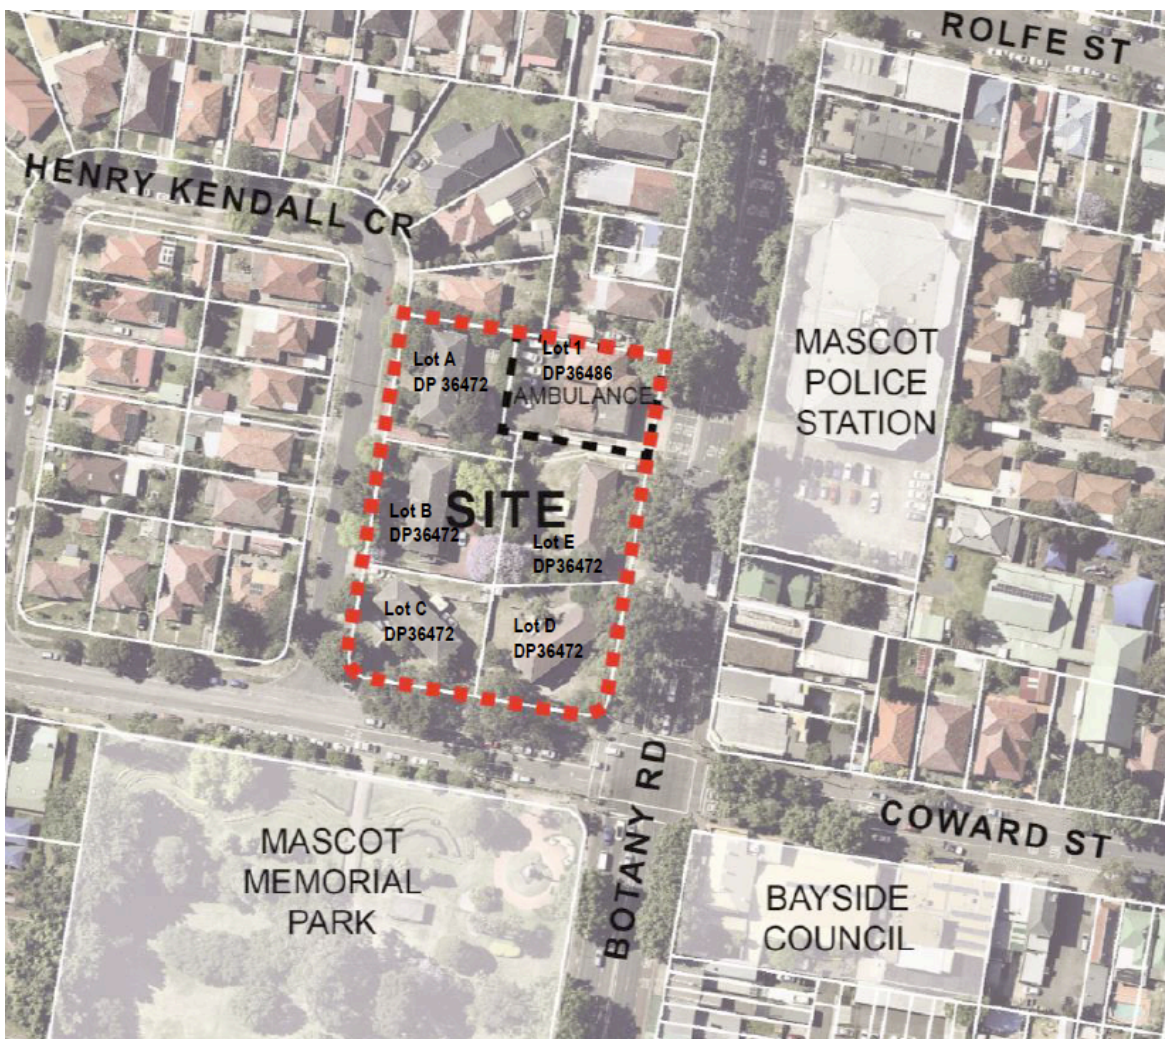 ROLFE ST
HENRY KENDALL CR
MASCOT
POLICE
STATION
Lot A
DP 36472
Lot 1
DP36486
AMBULANCE
Lot B
DP36472
SITE
Lot E
DP36472
Lot C
DP36472
Lot D
DP36472
BOTANY RD
COWARD ST
MASCOT
MEMORIAL
PARK
BAYSIDE
COUNCIL